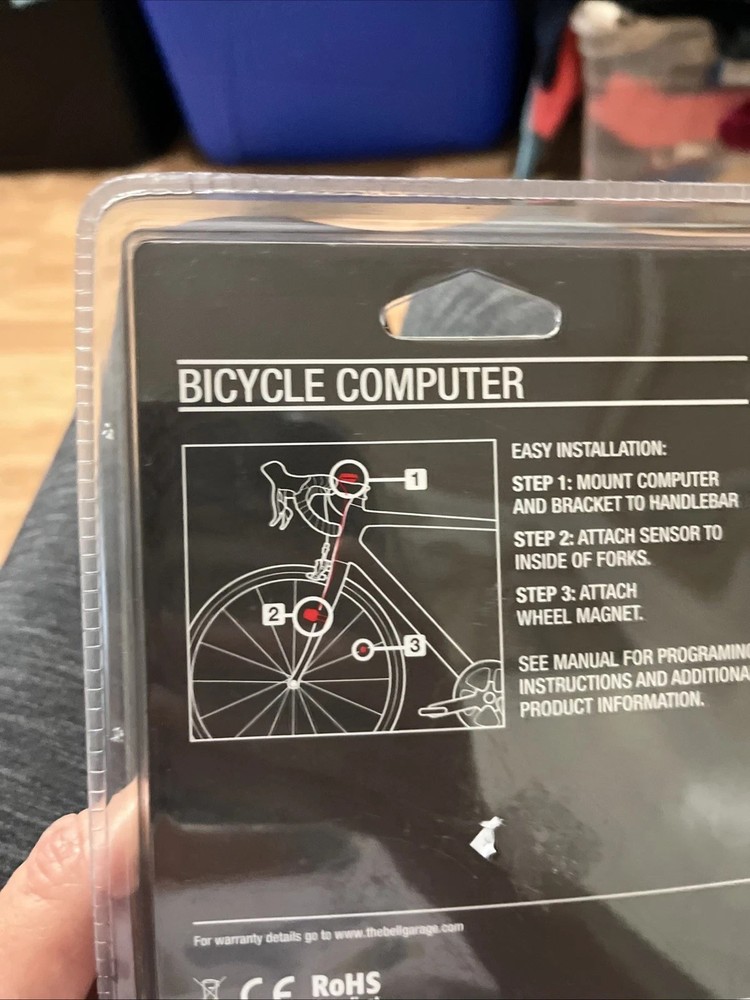 BICYCLE COMPUTER
1
2
3
EASY INSTALLATION:
STEP 1: MOUNT COMPUTER
AND BRACKET TO HANDLEBAR
STEP 2: ATTACH SENSOR TO
INSIDE OF FORKS.
STEP 3: ATTACH
WHEEL MAGNET.
SEE MANUAL FOR PROGRAMING
INSTRUCTIONS AND ADDITIONA
PRODUCT INFORMATION.
For warranty details go to www.thebellgarage.com
CE RoHS